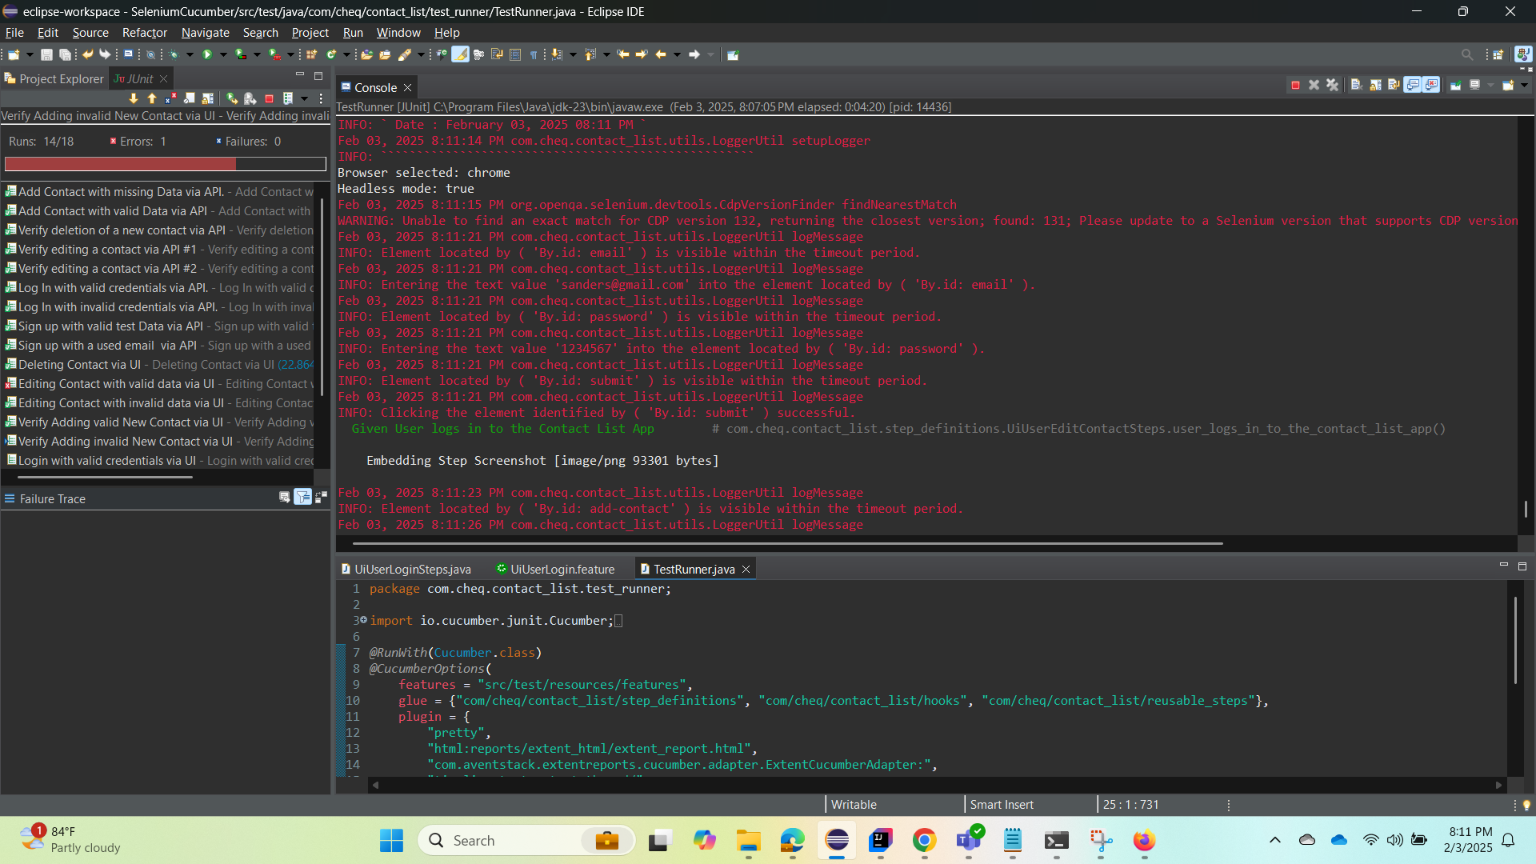 eclipse-workspace - SeleniumCucumber/src/test/java/com/cheq/contact_list/test_runner/TestRunner.java - Eclipse IDE
File Edit Source Refactor Navigate Search Project Run Window Help
Project Explorer JUnit
Verify Adding invalid New Contact via UI - Verify Adding invali
Runs: 14/18 Errors: 1 Failures: 0
Add Contact with missing Data via API. - Add Contact w
Add Contact with valid Data via API - Add Contact with
Verify deletion of a new contact via API - Verify deletion
Verify editing a contact via API #1 - Verify editing a cont
Verify editing a contact via API #2 - Verify editing a cont
Log In with valid credentials via API. - Log In with valid c
Log In with invalid credentials via API. - Log In with inva
Sign up with valid test Data via API - Sign up with valid
Sign up with a used email  via API - Sign up with a used
Deleting Contact via UI - Deleting Contact via UI (22.864
Editing Contact with valid data via UI - Editing Contact
Editing Contact with invalid data via UI - Editing Contac
Verify Adding valid New Contact via UI - Verify Adding v
Verify Adding invalid New Contact via UI - Verify Adding
Login with valid credentials via UI - Login with valid cre
Failure Trace
Console
TestRunner [JUnit] C:\Program Files\Java\jdk-23\bin\javaw.exe (Feb 3, 2025, 8:07:05 PM elapsed: 0:04:20) [pid: 14436]
INFO: ` Date : February 03, 2025 08:11 PM `
Feb 03, 2025 8:11:14 PM com.cheq.contact_list.utils.LoggerUtil setupLogger
INFO: ````````````````````````````````````````````````````
Browser selected: chrome
Headless mode: true
Feb 03, 2025 8:11:15 PM org.openqa.selenium.devtools.CdpVersionFinder findNearestMatch
WARNING: Unable to find an exact match for CDP version 132, returning the closest version; found: 131; Please update to a Selenium version that supports CDP version
Feb 03, 2025 8:11:21 PM com.cheq.contact_list.utils.LoggerUtil logMessage
INFO: Element located by ( 'By.id: email' ) is visible within the timeout period.
Feb 03, 2025 8:11:21 PM com.cheq.contact_list.utils.LoggerUtil logMessage
INFO: Entering the text value 'sanders@gmail.com' into the element located by ( 'By.id: email' ).
Feb 03, 2025 8:11:21 PM com.cheq.contact_list.utils.LoggerUtil logMessage
INFO: Element located by ( 'By.id: password' ) is visible within the timeout period.
Feb 03, 2025 8:11:21 PM com.cheq.contact_list.utils.LoggerUtil logMessage
INFO: Entering the text value '1234567' into the element located by ( 'By.id: password' ).
Feb 03, 2025 8:11:21 PM com.cheq.contact_list.utils.LoggerUtil logMessage
INFO: Element located by ( 'By.id: submit' ) is visible within the timeout period.
Feb 03, 2025 8:11:21 PM com.cheq.contact_list.utils.LoggerUtil logMessage
INFO: Clicking the element identified by ( 'By.id: submit' ) successful.
Given User logs in to the Contact List App # com.cheq.contact_list.step_definitions.UiUserEditContactSteps.user_logs_in_to_the_contact_list_app()
Embedding Step Screenshot [image/png 93301 bytes]
Feb 03, 2025 8:11:23 PM com.cheq.contact_list.utils.LoggerUtil logMessage
INFO: Element located by ( 'By.id: add-contact' ) is visible within the timeout period.
Feb 03, 2025 8:11:26 PM com.cheq.contact_list.utils.LoggerUtil logMessage
UiUserLoginSteps.java UiUserLogin.feature TestRunner.java
1 package com.cheq.contact_list.test_runner;
2
3 import io.cucumber.junit.Cucumber;
6
7 @RunWith(Cucumber.class)
8 @CucumberOptions(
9 features = "src/test/resources/features",
10 glue = {"com/cheq/contact_list/step_definitions", "com/cheq/contact_list/hooks", "com/cheq/contact_list/reusable_steps"},
11 plugin = {
12 "pretty",
13 "html:reports/extent_html/extent_report.html",
14 "com.aventstack.extentreports.cucumber.adapter.ExtentCucumberAdapter:",
Writable Smart Insert 25 : 1 : 731
1
84°F
Partly cloudy
Search
8:11 PM
2/3/2025